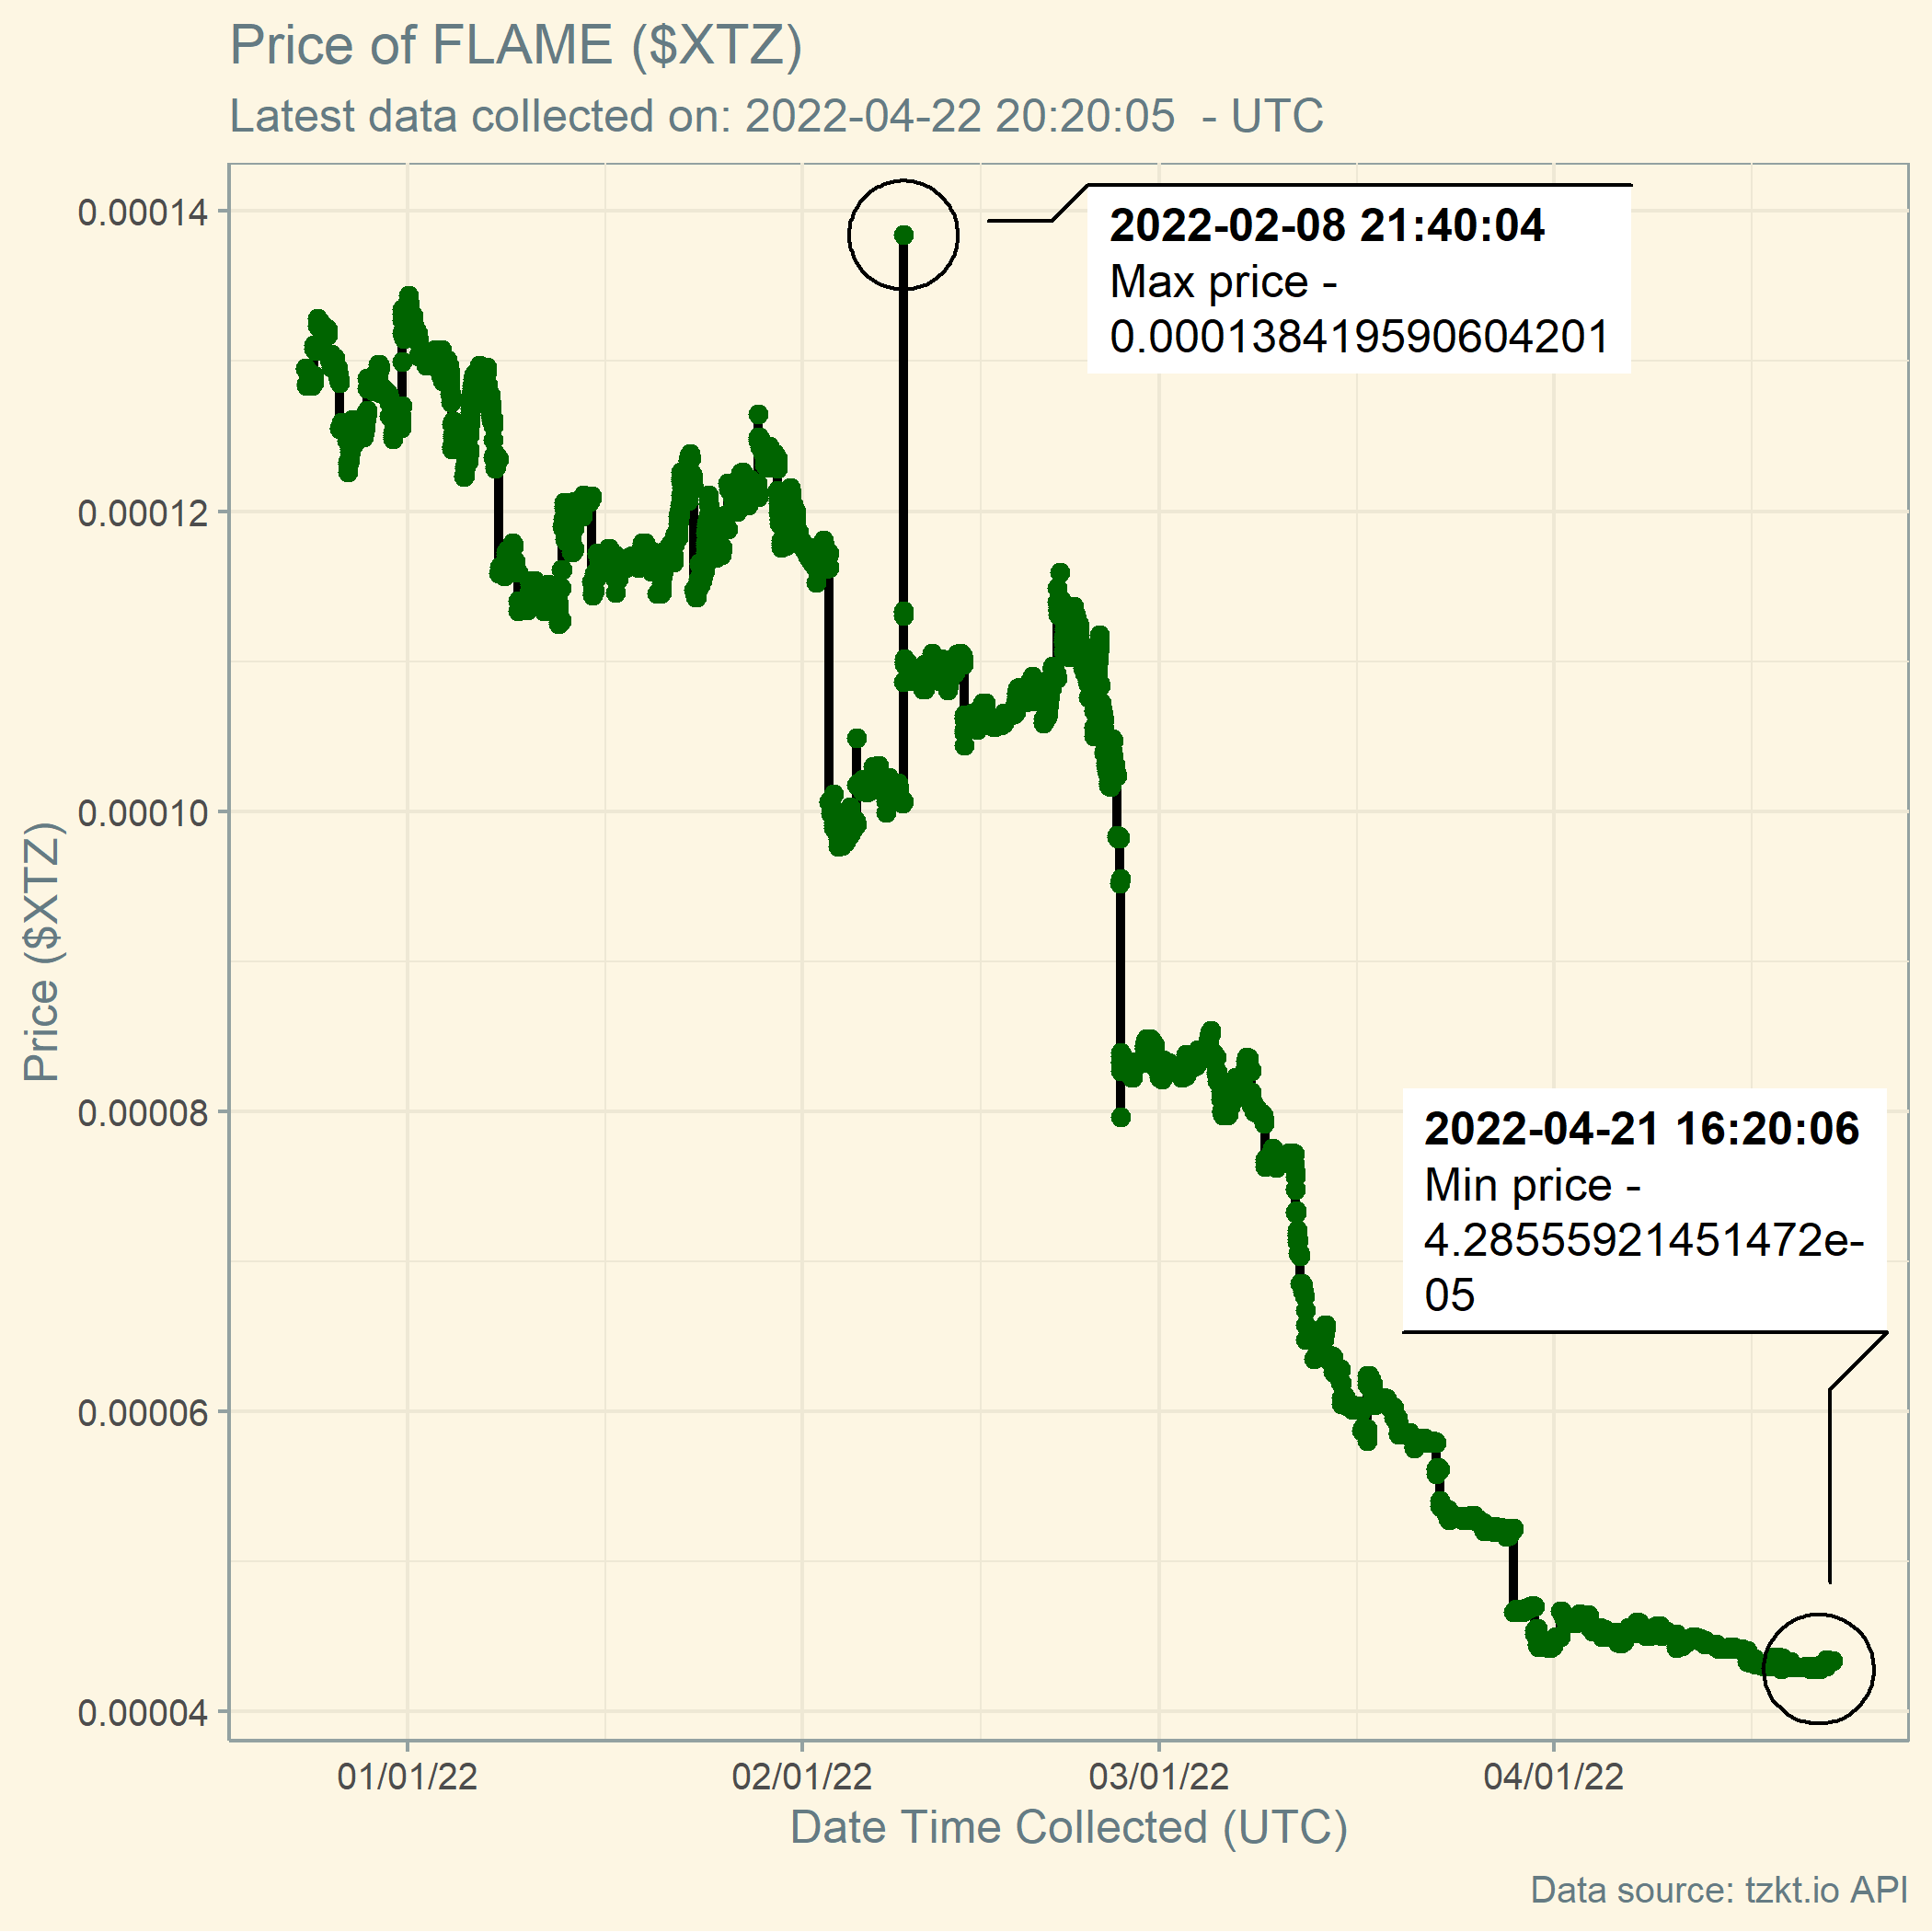 Price of FLAME ($XTZ)
Latest data collected on: 2022-04-22 20:20:05  - UTC
0.00014
0.00012
0.00010
0.00008
0.00006
0.00004
Price ($XTZ)
2022-02-08 21:40:04
Max price -
0.000138419590604201
2022-04-21 16:20:06
Min price -
4.28555921451472e-
05
01/01/22
02/01/22
03/01/22
04/01/22
Date Time Collected (UTC)
Data source: tzkt.io API